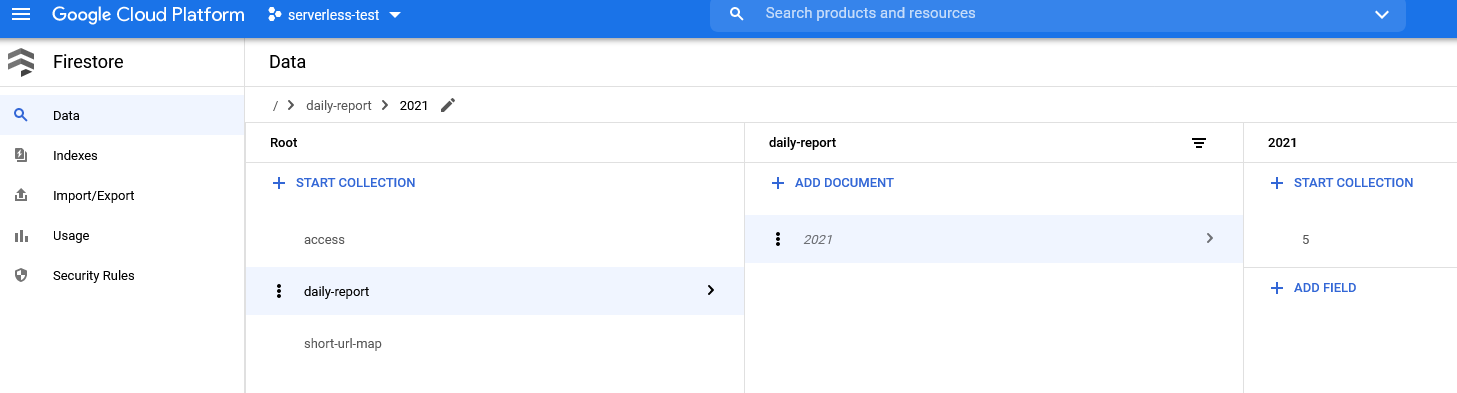 Google Cloud Platform serverless-test Search products and resources
Firestore
Data
Indexes
Import/Export
Usage
Security Rules
Data
/ daily-report 2021
Root
START COLLECTION
access
daily-report
short-url-map
daily-report
ADD DOCUMENT
2021
2021
START COLLECTION
5
ADD FIELD